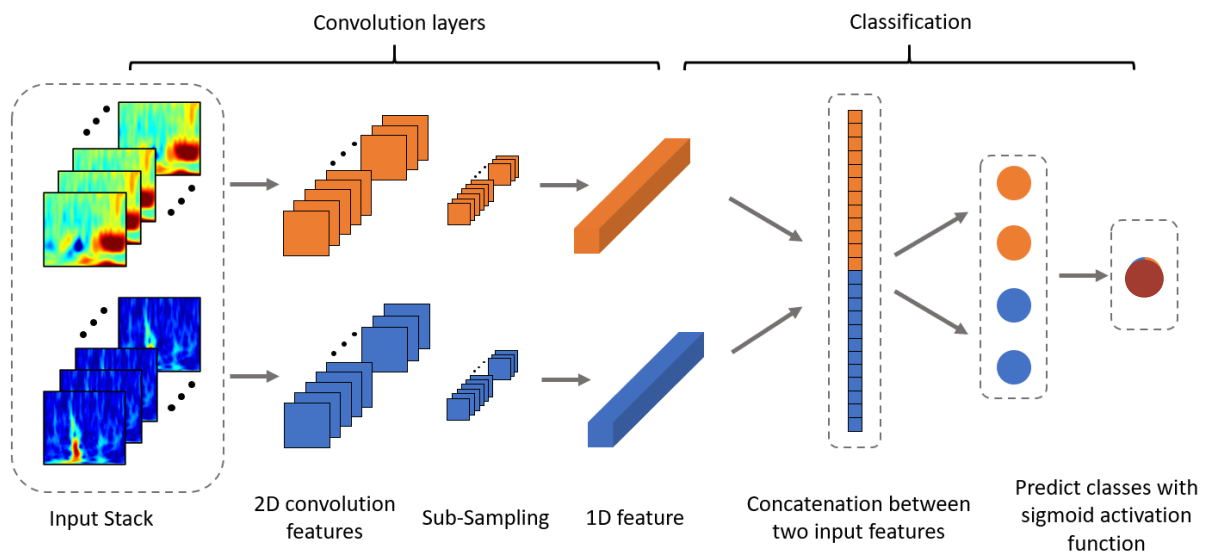 Convolution layers
Classification
Input Stack
2D convolution
features
Sub-Sampling
1D feature
Concatenation between
two input features
Predict classes with
sigmoid activation
function